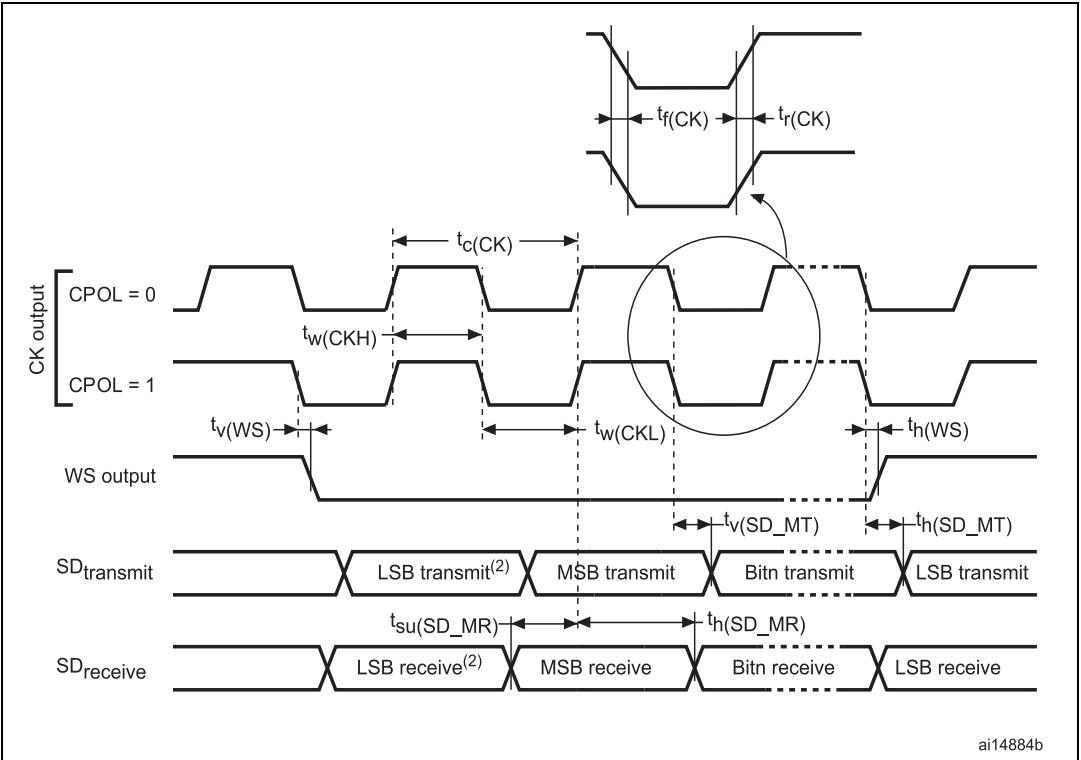 tf(CK)
tr(CK)
tc(CK)
CK output
CPOL = 0
tw(CKH)
CPOL = 1
tv(WS)
tw(CKL)
th(WS)
WS output
tv(SD_MT)
th(SD_MT)
SDtransmit
LSB transmit(2)
MSB transmit
Bitn transmit
LSB transmit
tsu(SD_MR)
th(SD_MR)
SDreceive
LSB receive(2)
MSB receive
Bitn receive
LSB receive
ai14884b